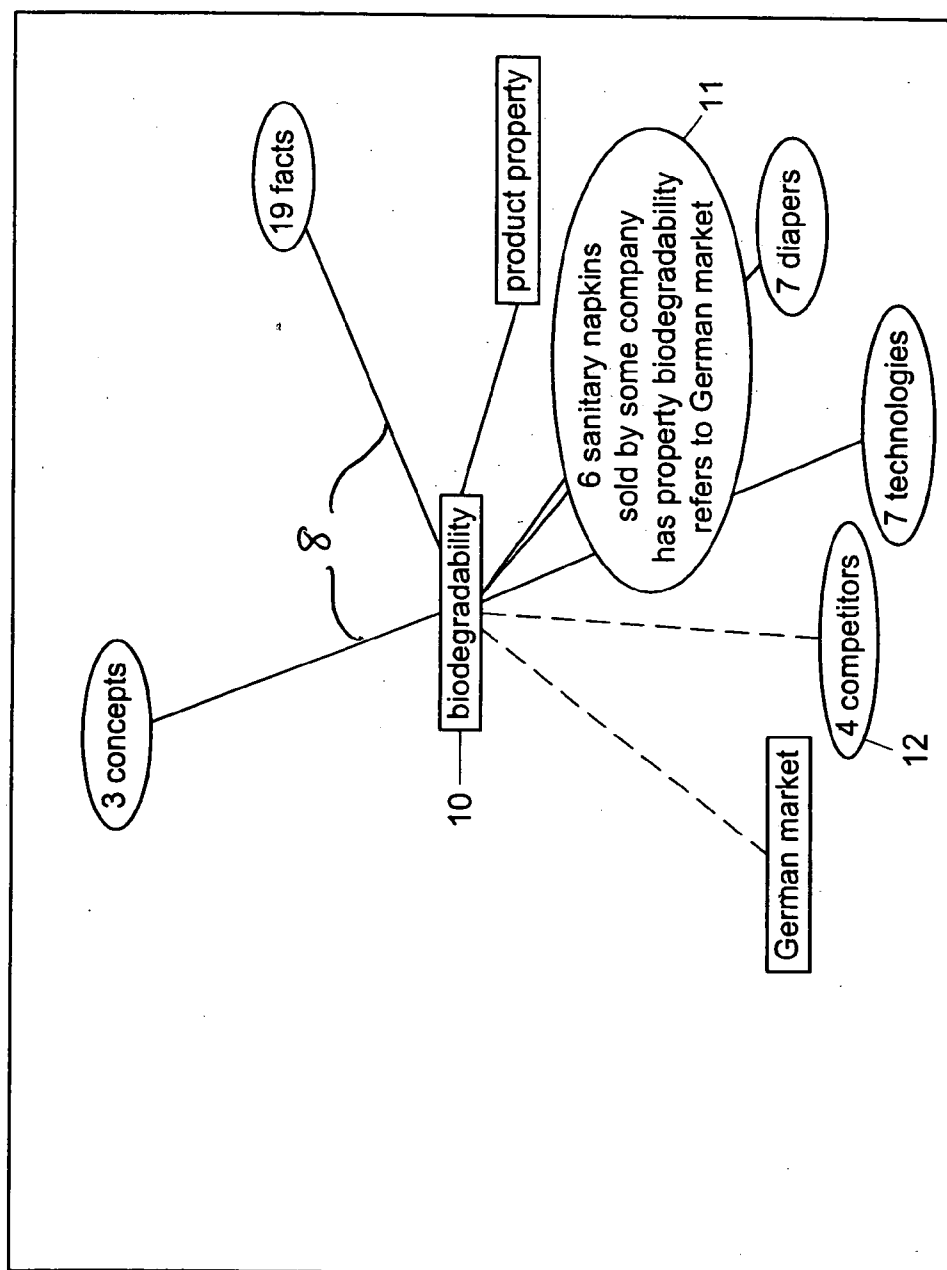 3 concepts
19 facts
8
10
biodegradability
product property
11
6 sanitary napkins
sold by some company
has property biodegradability
refers to German market
7 diapers
German market
4 competitors
12
7 technologies